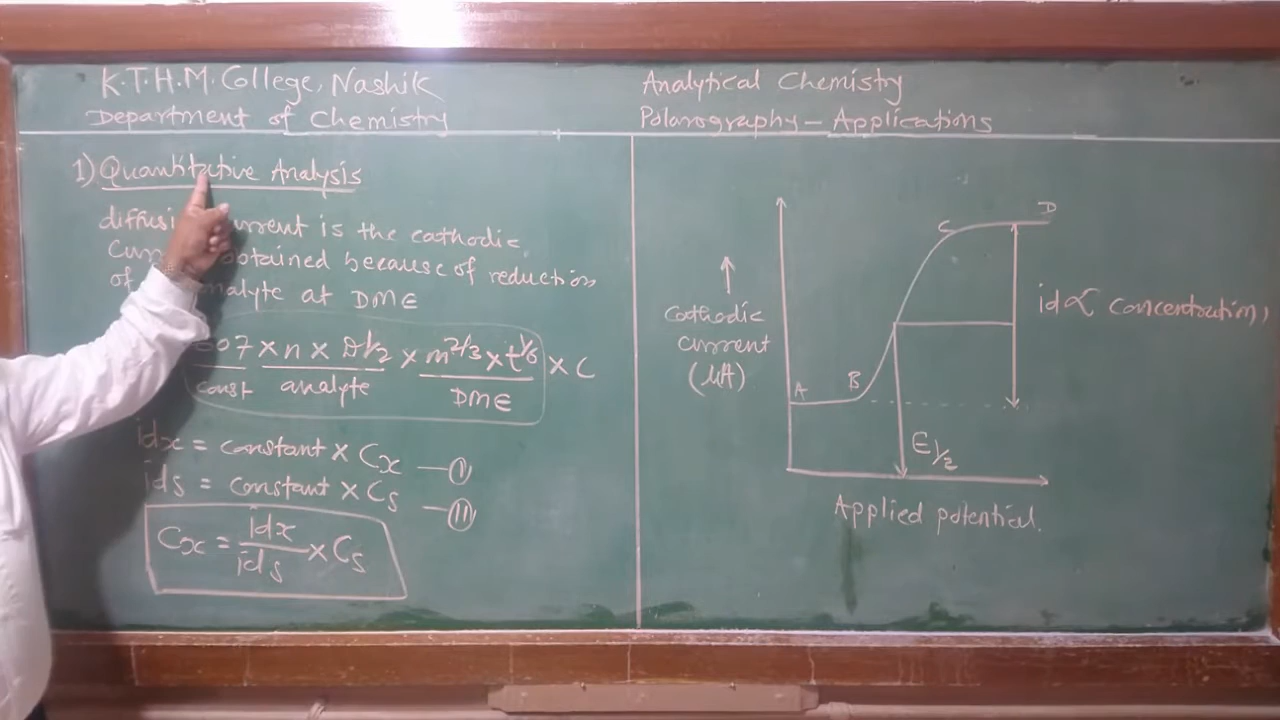 K.T.H.M. College, Nashik
Department of Chemistry
Analytical Chemistry
Polarography – Applications
1) Quantitative Analysis
is the cathodic
obtained because of reduction
of analyte at DME
607 × n × D1/2 × m2/3 × t1/6 × C
const analyte DME
idx = constant × Cx — (I)
ids = constant × Cs — (II)
Cx = idx/ids × Cs
A
B
C
D
↑
Cathodic
current
(μA)
id ∝ concentration,
E1/2
Applied potential.